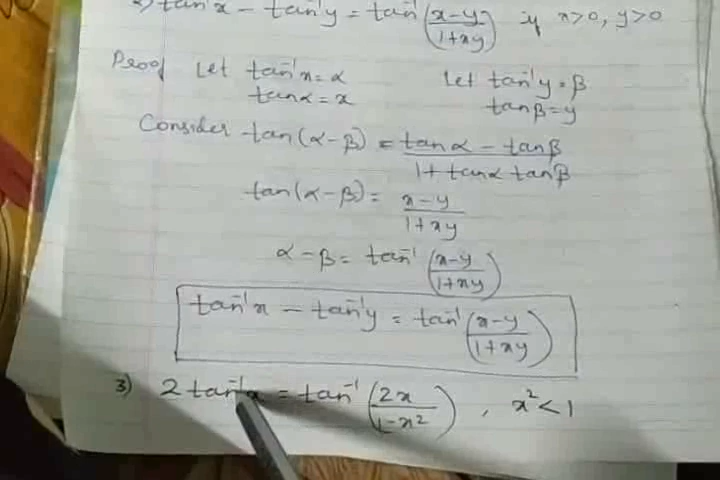 2) tan⁻¹x - tan⁻¹y = tan⁻¹((x-y)/(1+xy)) if x>0, y>0
Proof Let tan⁻¹x = α Let tan⁻¹y = β
tanα = x tanβ = y
Consider tan(α-β) = (tanα - tanβ)/(1+tanα tanβ)
tan(α-β) = (x-y)/(1+xy)
α-β = tan⁻¹((x-y)/(1+xy))
tan⁻¹x - tan⁻¹y = tan⁻¹((x-y)/(1+xy))
3) 2tan⁻¹x = tan⁻¹(2x/(1-x²)), x² < 1